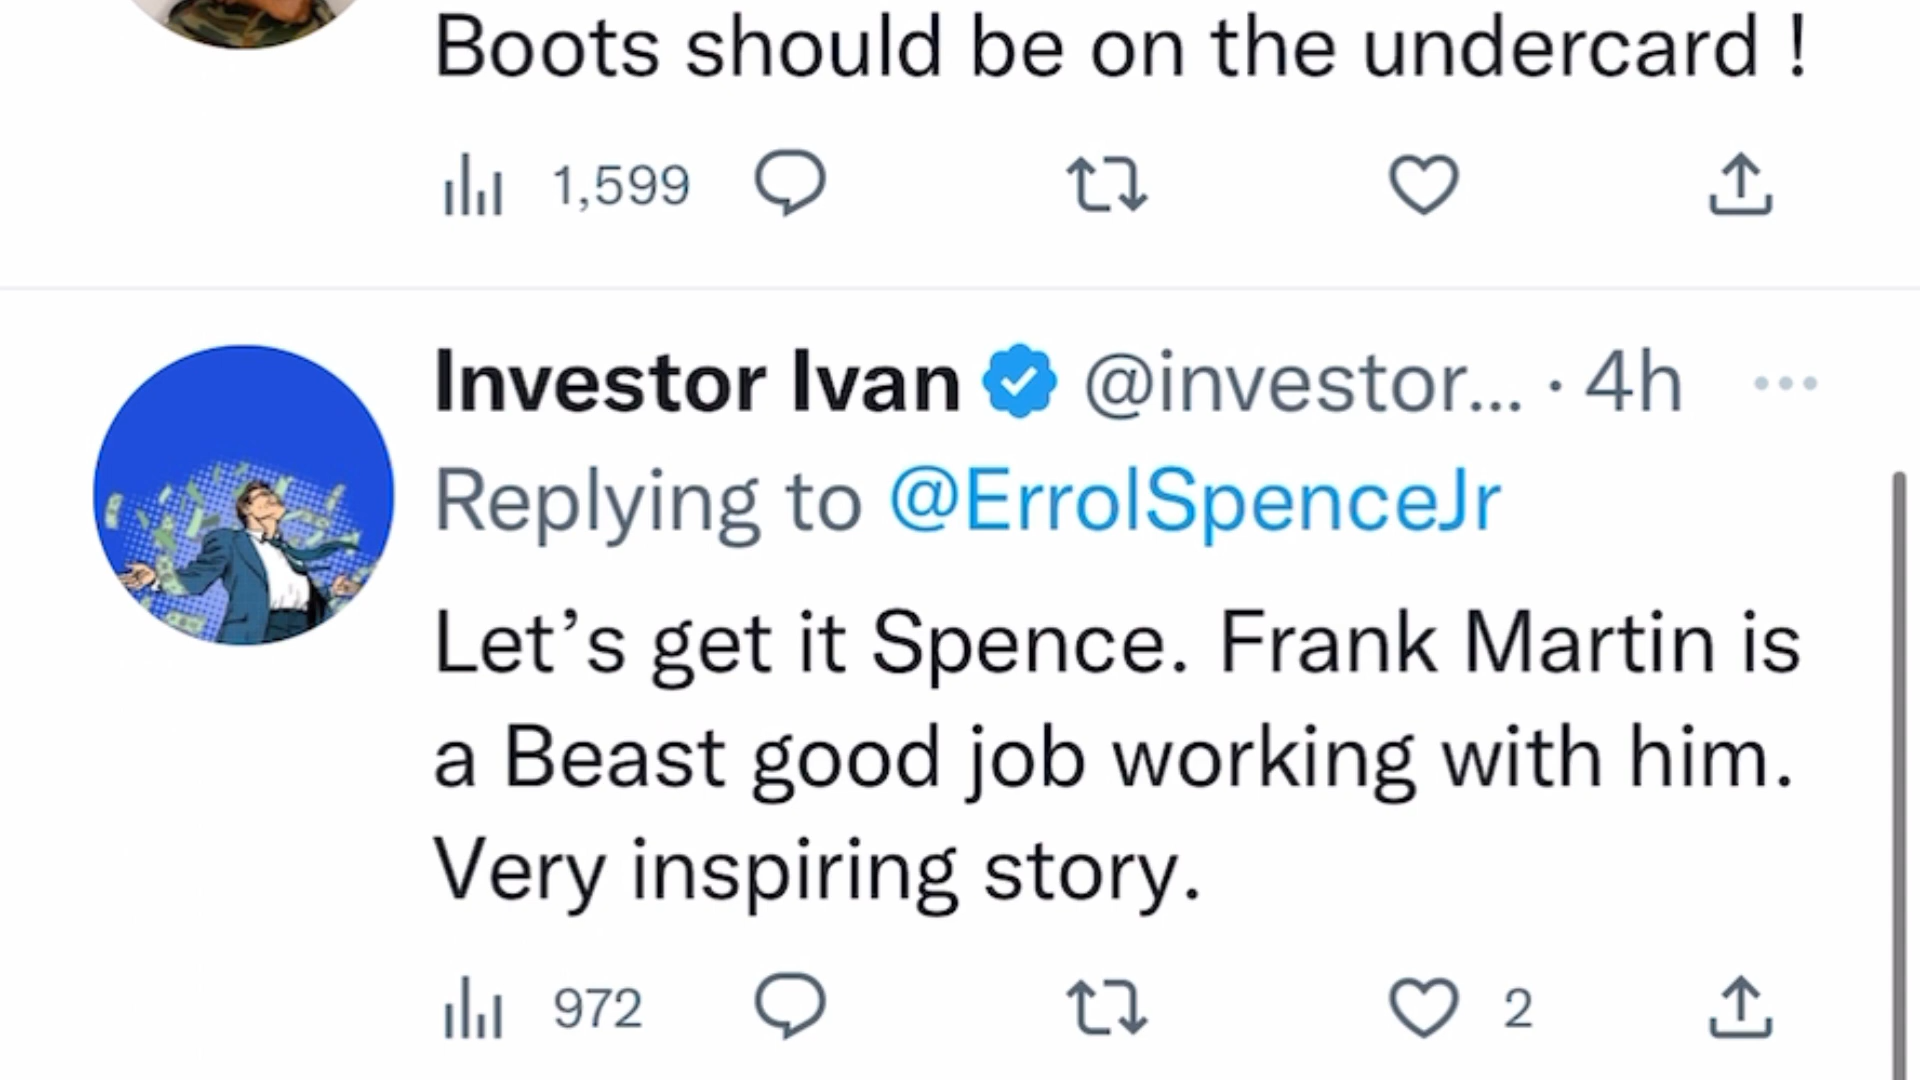 Boots should be on the undercard !
1,599
Investor Ivan @investor... · 4h
Replying to @ErrolSpenceJr
Let’s get it Spence. Frank Martin is
a Beast good job working with him.
Very inspiring story.
972 2